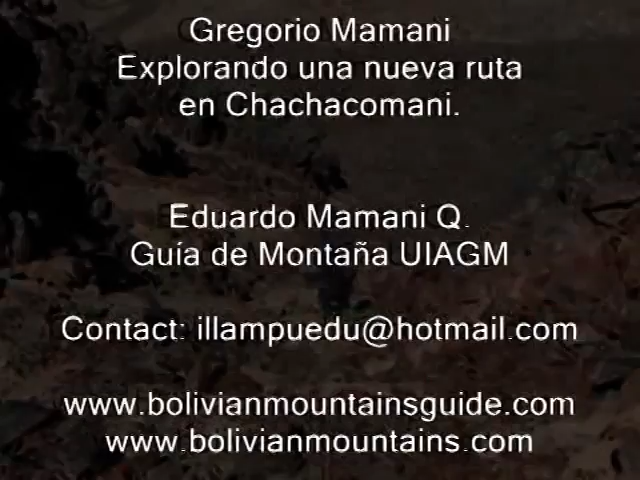 Gregorio Mamani
Explorando una nueva ruta
en Chachacomani.
Eduardo Mamani Q.
Guía de Montaña UIAGM
Contact: illampuedu@hotmail.com
www.bolivianmountainsguide.com
www.bolivianmountains.com